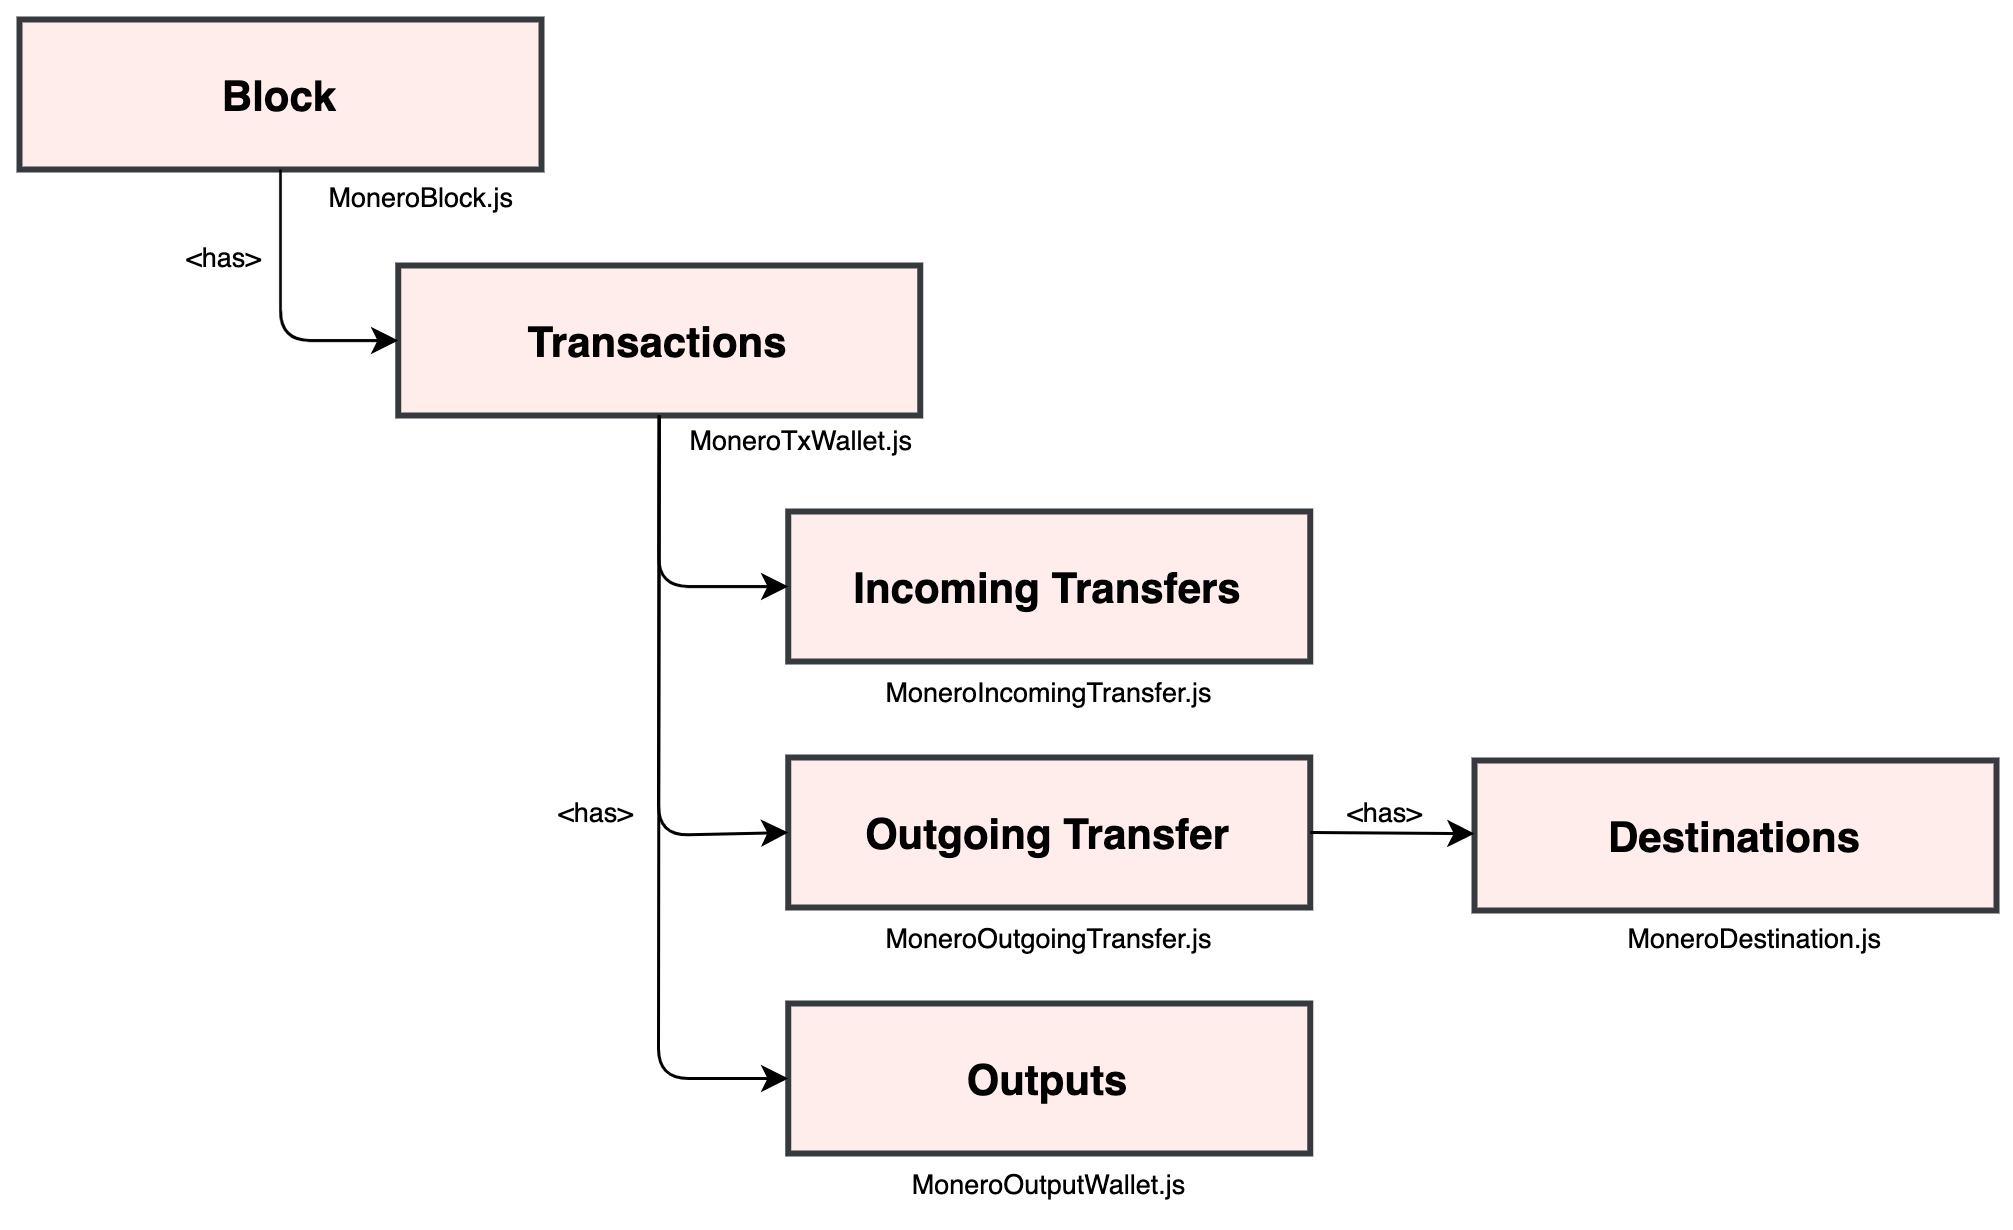 Block
MoneroBlock.js
<has>
Transactions
MoneroTxWallet.js
Incoming Transfers
MoneroIncomingTransfer.js
<has>
Outgoing Transfer
<has>
Destinations
MoneroOutgoingTransfer.js
MoneroDestination.js
Outputs
MoneroOutputWallet.js